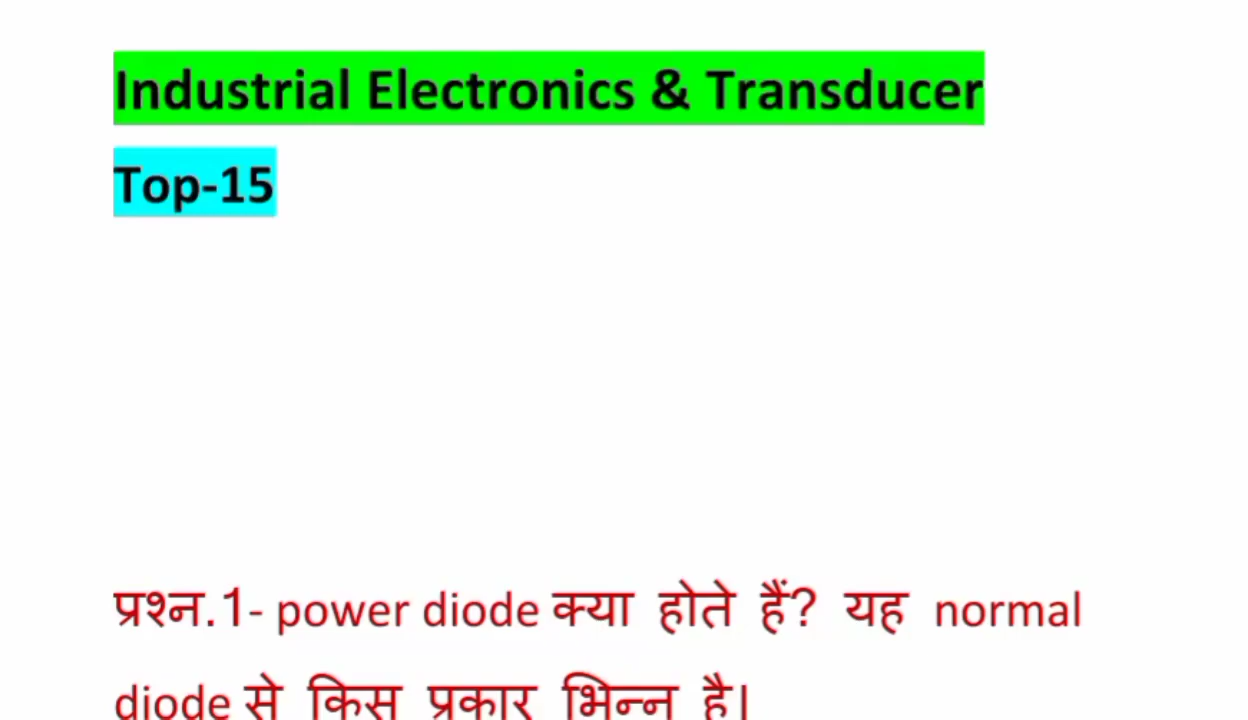 Industrial Electronics & Transducer
Top-15
प्रश्न.1- power diode क्या होते हैं? यह normal
diode से किस प्रकार भिन्न है।